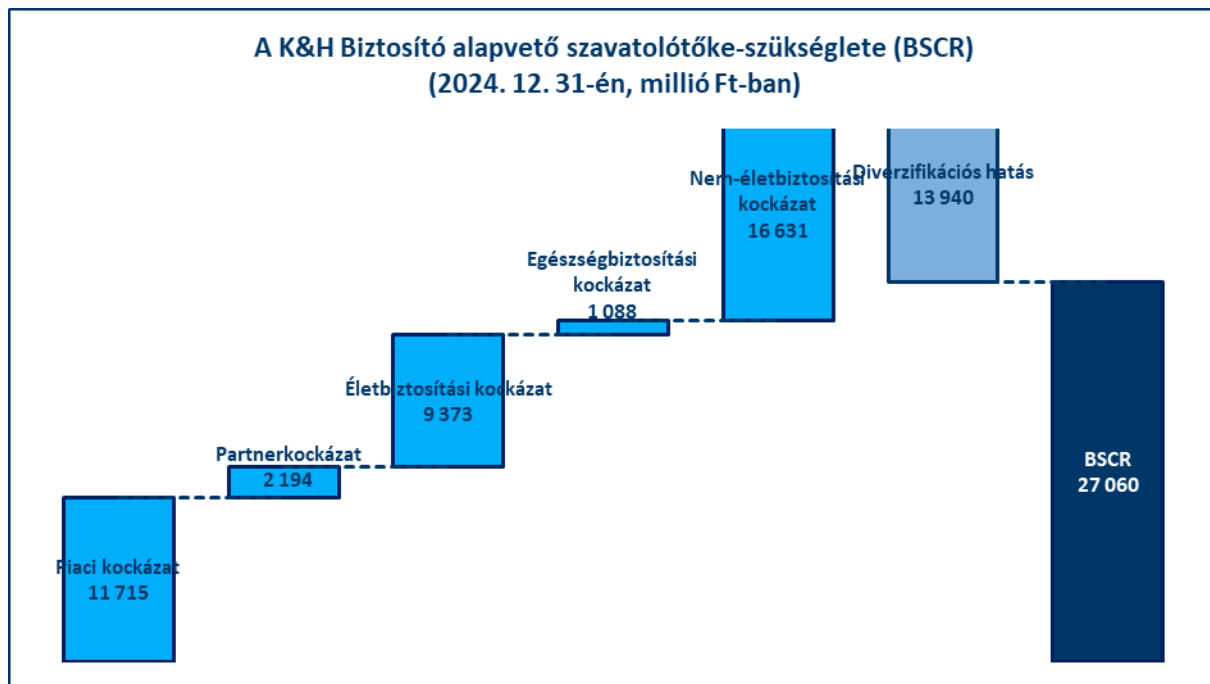 A K&H Biztosító alapvető szavatolótőke-szükséglete (BSCR)
(2024. 12. 31-én, millió Ft-ban)
Piaci kockázat
11 715
Partnerkockázat
2 194
Életbiztosítási kockázat
9 373
Egészségbiztosítási
kockázat
1 088
Nem-életbiztosítási
kockázat
16 631
Diverzifikációs hatás
13 940
BSCR
27 060